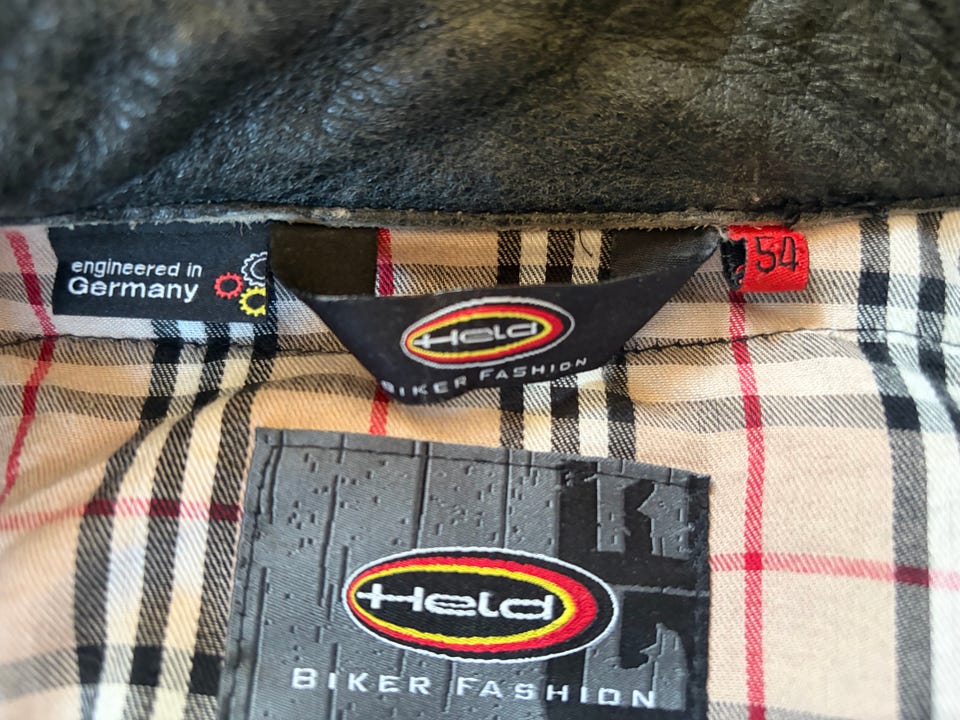 engineered in
Germany
54
Held
BIKER FASHION
Held
BIKER FASHION